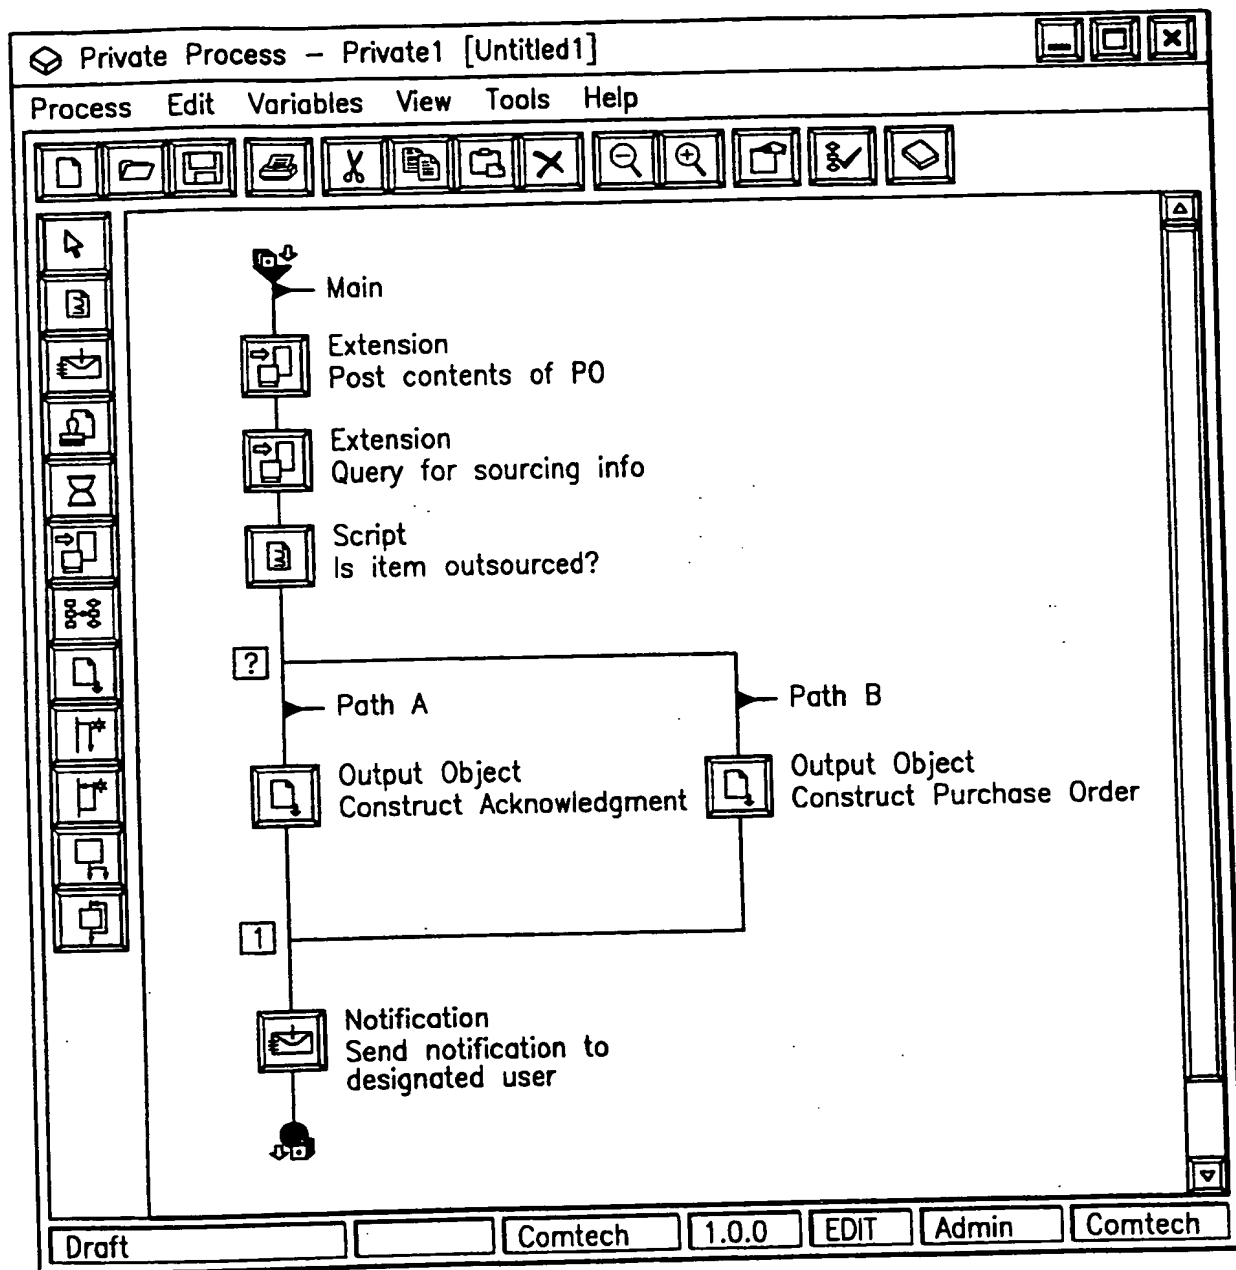 Private Process – Private1 [Untitled1]
Process Edit Variables View Tools Help
Main
Extension
Post contents of PO
Extension
Query for sourcing info
Script
Is item outsourced?
?
Path A
Path B
Output Object
Construct Acknowledgment
Output Object
Construct Purchase Order
1
Notification
Send notification to
designated user
Draft
Comtech
1.0.0
EDIT
Admin
Comtech